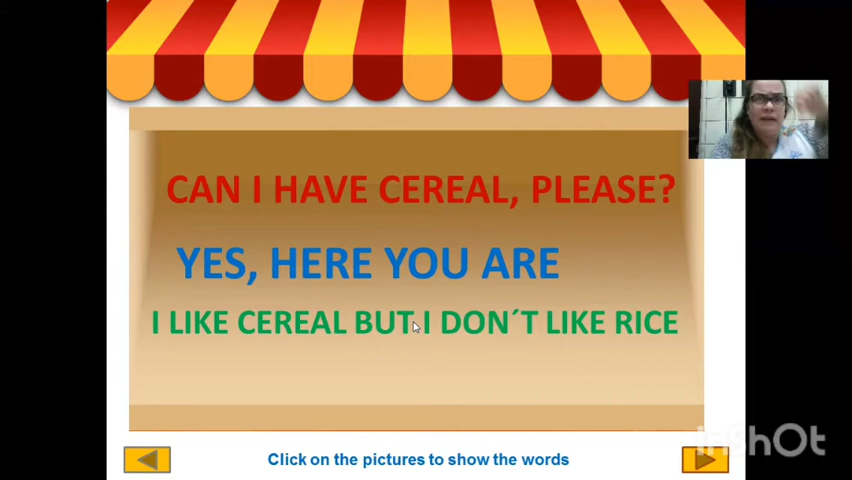 CAN I HAVE CEREAL, PLEASE?
YES, HERE YOU ARE
I LIKE CEREAL BUT I DON´T LIKE RICE
Click on the pictures to show the words
InShOt